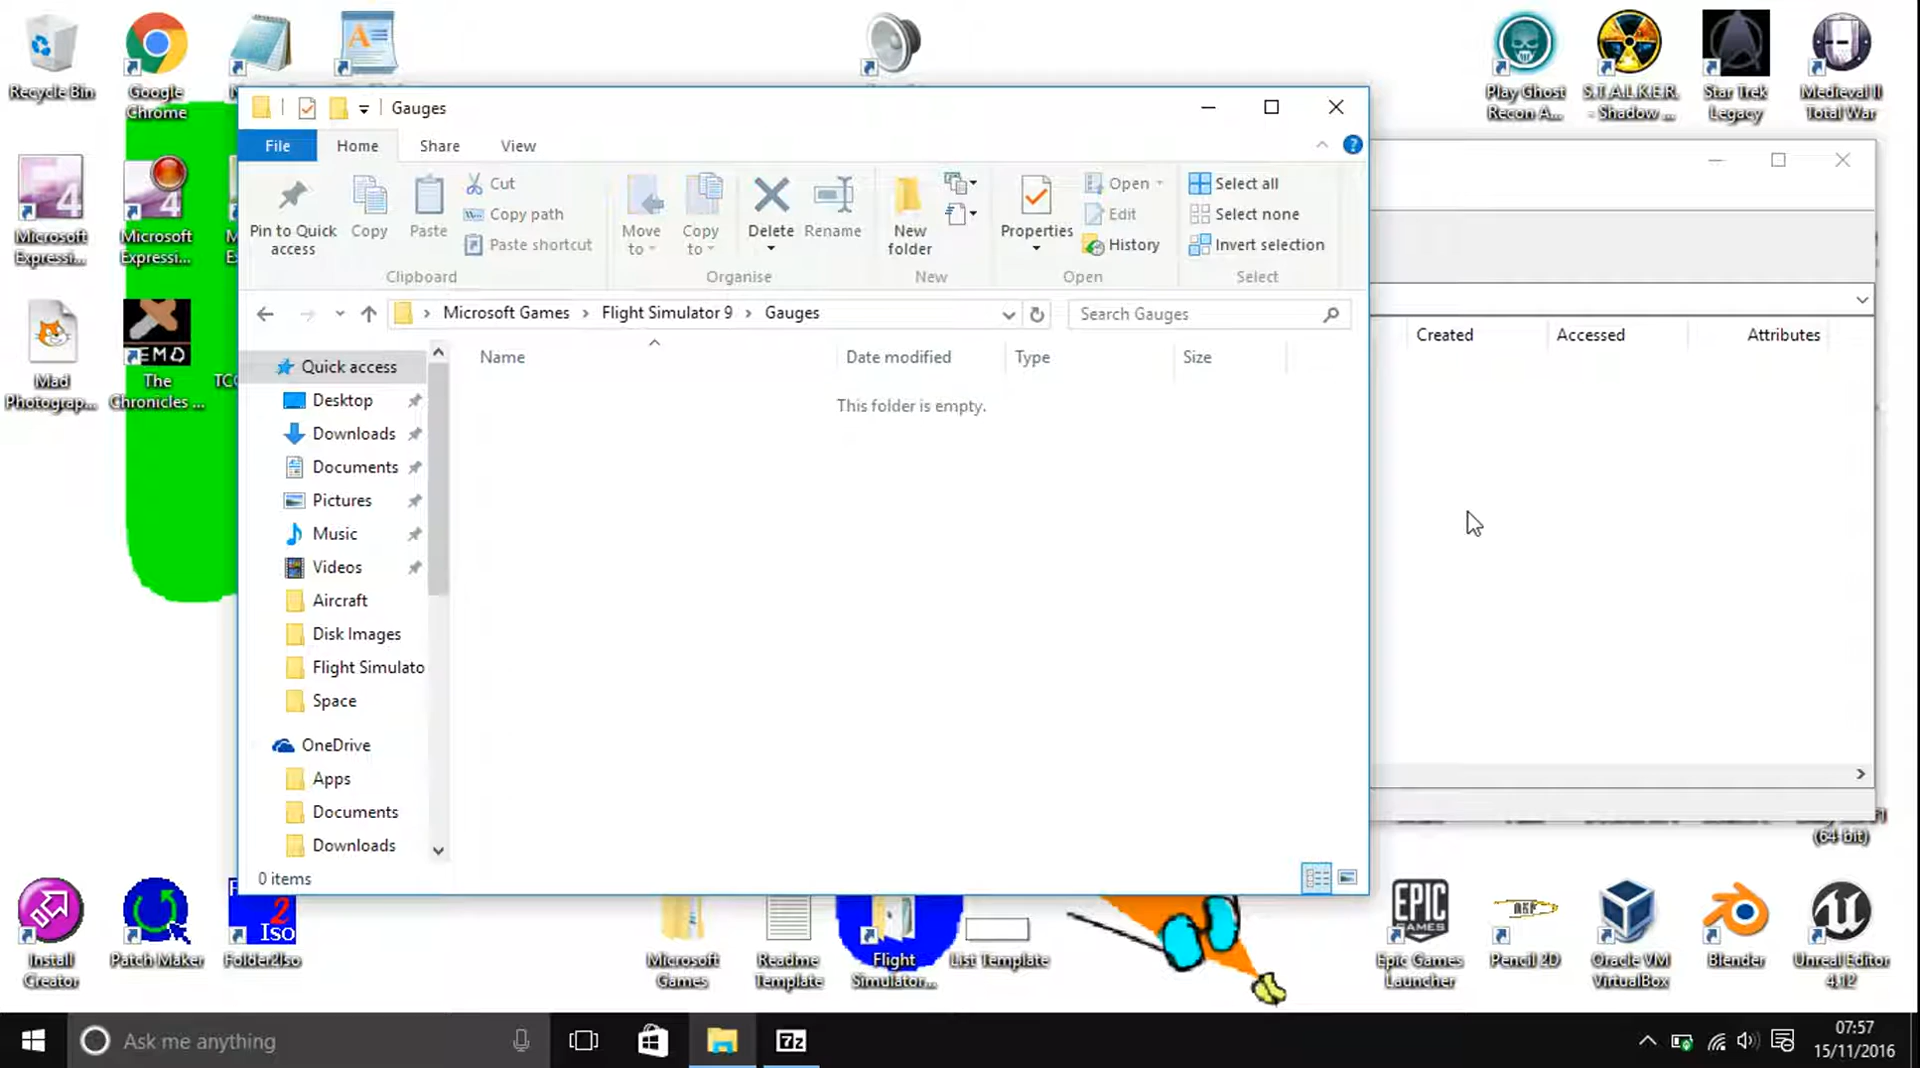 Recycle Bin
Google
Chrome
Play Ghost
Recon A...
S.T.A.L.K.E.R.
- Shadow ...
Star Trek
Legacy
Medieval II
Total War
Microsoft
Expressi...
Microsoft
Expressi...
Mad
Photograp...
The
Chronicles ...
Gauges
File
Home
Share
View
Pin to Quick
access
Copy
Paste
Cut
Copy path
Paste shortcut
Clipboard
Move
to
Copy
to
Delete
Rename
Organise
New
folder
New
Properties
Open
Edit
History
Open
Select all
Select none
Invert selection
Select
Microsoft Games
Flight Simulator 9
Gauges
Search Gauges
Name
Date modified
Type
Size
This folder is empty.
Quick access
Desktop
Downloads
Documents
Pictures
Music
Videos
Aircraft
Disk Images
Flight Simulato
Space
OneDrive
Apps
Documents
Downloads
0 items
Created
Accessed
Attributes
(64-bit)
Install
Creator
Patch Maker
2
Iso
Folder2Iso
Microsoft
Games
Readme
Template
Flight
Simulator...
List Template
EPIC
GAMES
Epic Games
Launcher
Pencil 2D
Oracle VM
VirtualBox
Blender
Unreal Editor
4.12
Ask me anything
7z
07:57
15/11/2016